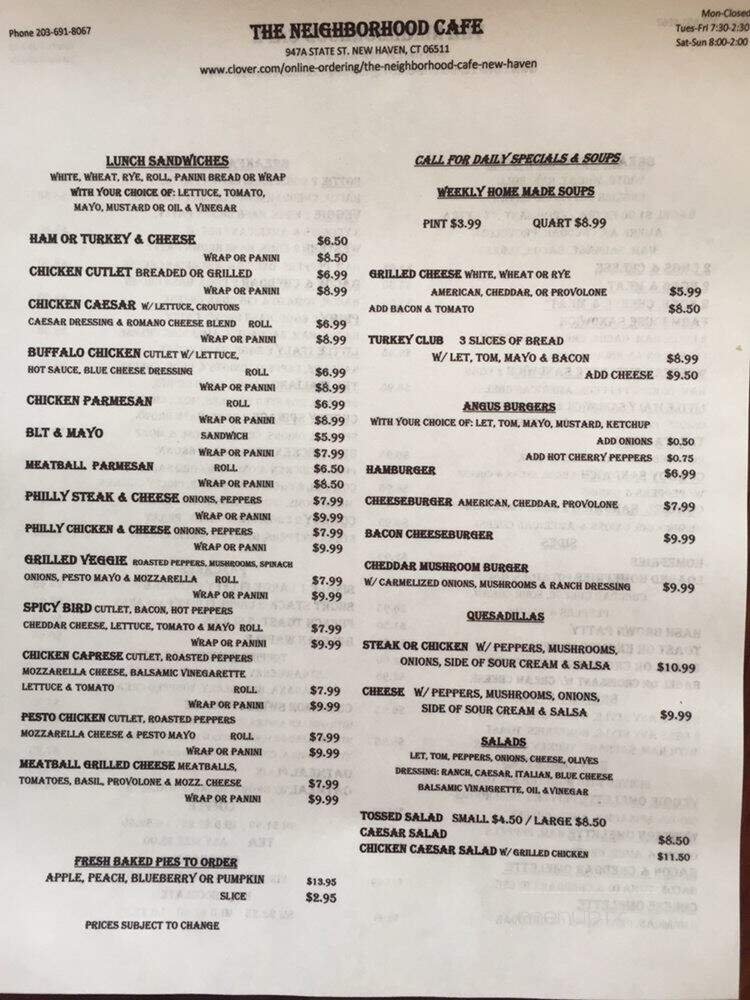 Phone 203-691-8067
THE NEIGHBORHOOD CAFE
947A STATE ST. NEW HAVEN, CT 06511
www.clover.com/online-ordering/the-neighborhood-cafe-new-haven
Mon-Closed
Tues-Fri 7:30-2:30
Sat-Sun 8:00-2:00
LUNCH SANDWICHES
WHITE, WHEAT, RYE, ROLL, PANINI BREAD OR WRAP
WITH YOUR CHOICE OF: LETTUCE, TOMATO,
MAYO, MUSTARD OR OIL & VINEGAR
HAM OR TURKEY & CHEESE $6.50
WRAP OR PANINI $8.50
CHICKEN CUTLET BREADED OR GRILLED $6.99
WRAP OR PANINI $8.99
CHICKEN CAESAR W/ LETTUCE, CROUTONS
CAESAR DRESSING & ROMANO CHEESE BLEND ROLL $6.99
WRAP OR PANINI $8.99
BUFFALO CHICKEN CUTLET W/ LETTUCE,
HOT SAUCE, BLUE CHEESE DRESSING ROLL $6.99
WRAP OR PANINI $8.99
CHICKEN PARMESAN ROLL $6.99
WRAP OR PANINI $8.99
BLT & MAYO SANDWICH $5.99
WRAP OR PANINI $7.99
MEATBALL PARMESAN ROLL $6.50
WRAP OR PANINI $8.50
PHILLY STEAK & CHEESE ONIONS, PEPPERS $7.99
WRAP OR PANINI $9.99
PHILLY CHICKEN & CHEESE ONIONS, PEPPERS $7.99
WRAP OR PANNI $9.99
GRILLED VEGGIE ROASTED PEPPERS, MUSHROOMS, SPINACH
ONIONS, PESTO MAYO & MOZZARELLA ROLL $7.99
WRAP OR PANINI $9.99
SPICY BIRD CUTLET, BACON, HOT PEPPERS
CHEDDAR CHEESE, LETTUCE, TOMATO & MAYO ROLL $7.99
WRAP OR PANINI $9.99
CHICKEN CAPRESE CUTLET, ROASTED PEPPERS
MOZZARELLA CHEESE, BALSAMIC VINEGARETTE
LETTUCE & TOMATO ROLL $7.99
WRAP OR PANINI $9.99
PESTO CHICKEN CUTLET, ROASTED PEPPERS
MOZZARELLA CHEESE & PESTO MAYO ROLL $7.99
WRAP OR PANINI $9.99
MEATBALL GRILLED CHEESE MEATBALLS,
TOMATOES, BASIL, PROVOLONE & MOZZ. CHEESE $7.99
WRAP OR PANINI $9.99
FRESH BAKED PIES TO ORDER
APPLE, PEACH, BLUEBERRY OR PUMPKIN $13.95
SLICE $2.95
PRICES SUBJECT TO CHANGE
CALL FOR DAILY SPECIALS & SOUPS
WEEKLY HOME MADE SOUPS
PINT $3.99 QUART $8.99
GRILLED CHEESE WHITE, WHEAT OR RYE
AMERICAN, CHEDDAR, OR PROVOLONE $5.99
ADD BACON & TOMATO $8.50
TURKEY CLUB 3 SLICES OF BREAD
W/ LET, TOM, MAYO & BACON $8.99
ADD CHEESE $9.50
ANGUS BURGERS
WITH YOUR CHOICE OF: LET, TOM, MAYO, MUSTARD, KETCHUP
ADD ONIONS $0.50
ADD HOT CHERRY PEPPERS $0.75
HAMBURGER $6.99
CHEESEBURGER AMERICAN, CHEDDAR, PROVOLONE $7.99
BACON CHEESEBURGER $9.99
CHEDDAR MUSHROOM BURGER
W/ CARMELIZED ONIONS, MUSHROOMS & RANCH DRESSING $9.99
QUESADILLAS
STEAK OR CHICKEN W/ PEPPERS, MUSHROOMS,
ONIONS, SIDE OF SOUR CREAM & SALSA $10.99
CHEESE W/ PEPPERS, MUSHROOMS, ONIONS,
SIDE OF SOUR CREAM & SALSA $9.99
SALADS
LET, TOM, PEPPERS, ONIONS, CHEESE, OLIVES
DRESSING: RANCH, CAESAR, ITALIAN, BLUE CHEESE
BALSAMIC VINAIGRETTE, OIL & VINEGAR
TOSSED SALAD SMALL $4.50 / LARGE $8.50
CAESAR SALAD $8.50
CHICKEN CAESAR SALAD W/ GRILLED CHICKEN $11.50